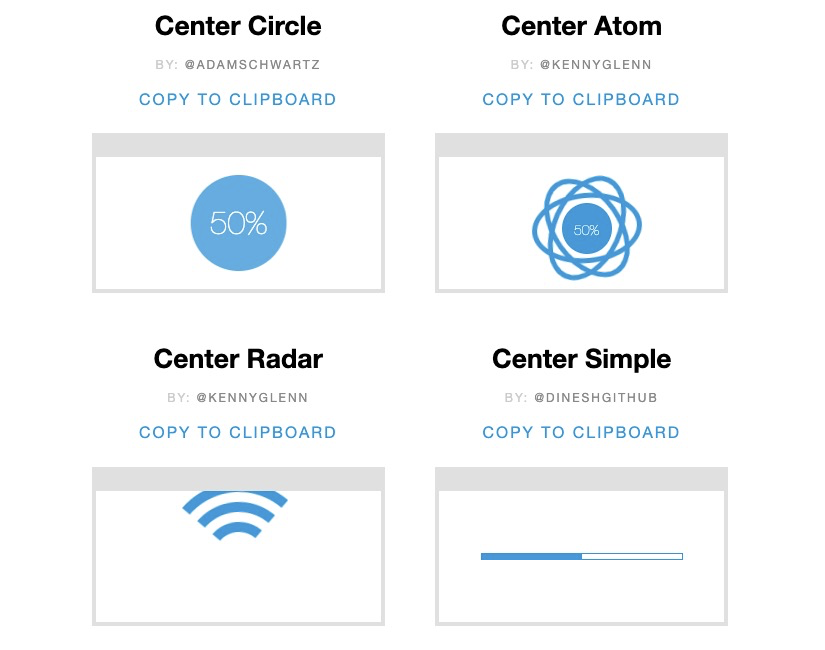 Center Circle
BY: @ADAMSCHWARTZ
COPY TO CLIPBOARD
50%
Center Atom
BY: @KENNYGLENN
COPY TO CLIPBOARD
50%
Center Radar
BY: @KENNYGLENN
COPY TO CLIPBOARD
Center Simple
BY: @DINESHGITHUB
COPY TO CLIPBOARD